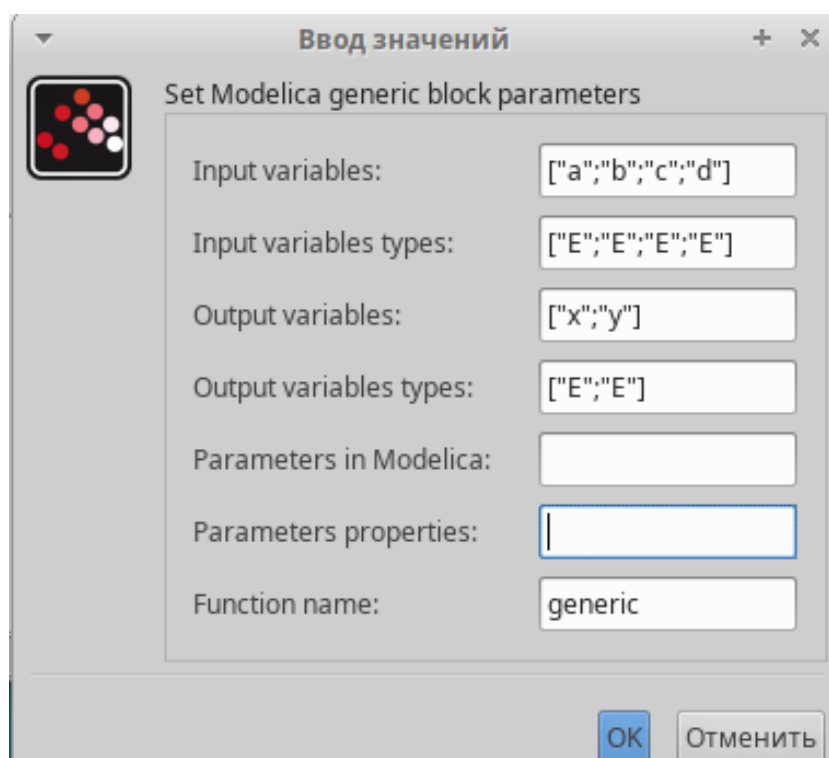 Ввод значений
Set Modelica generic block parameters
Input variables: ["a";"b";"c";"d"]
Input variables types: ["E";"E";"E";"E"]
Output variables: ["x";"y"]
Output variables types: ["E";"E"]
Parameters in Modelica:
Parameters properties:
Function name: generic
OK Отменить